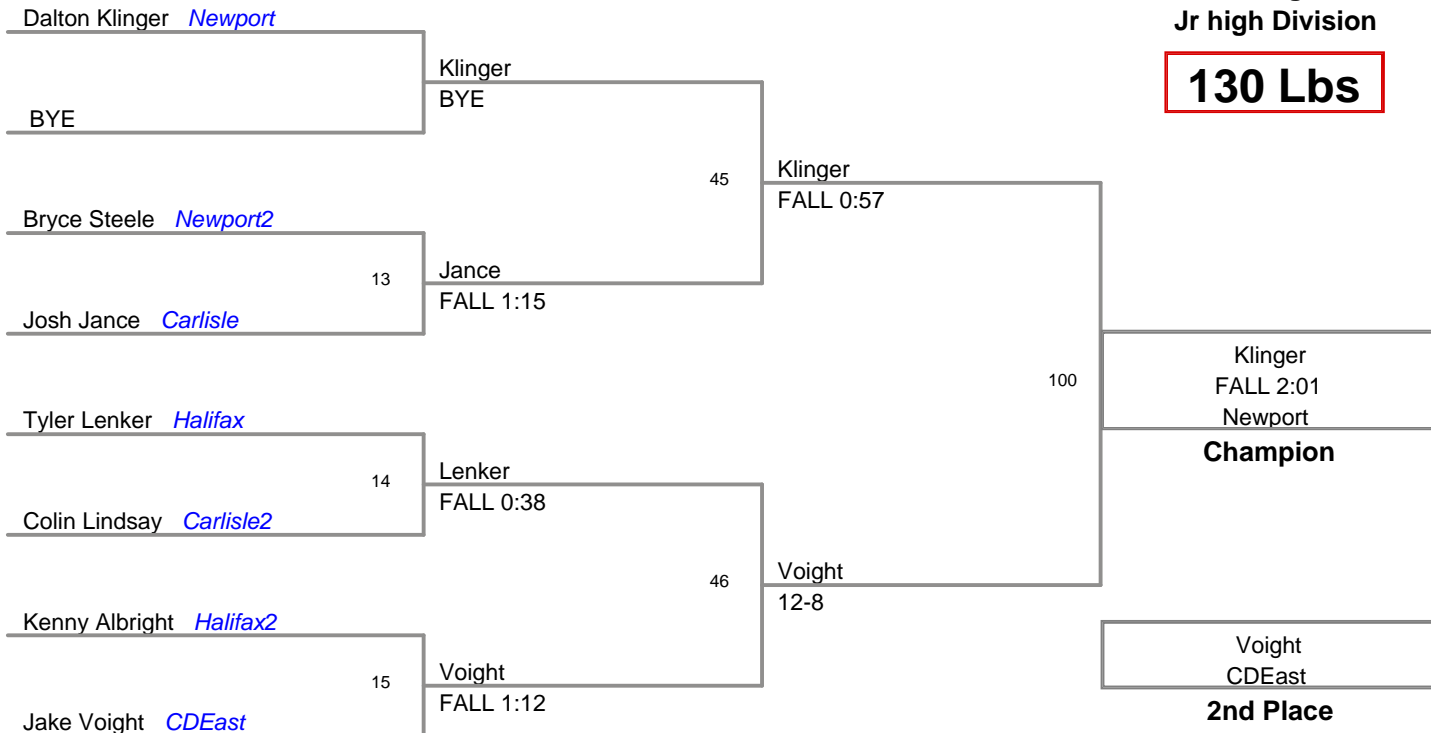 Dalton Klinger Newport
Jr high Division
130 Lbs
Klinger
BYE
BYE
45
Klinger
FALL 0:57
Bryce Steele Newport2
13
Jance
FALL 1:15
Josh Jance Carlisle
100
Klinger
FALL 2:01
Newport
Champion
Tyler Lenker Halifax
14
Lenker
FALL 0:38
Colin Lindsay Carlisle2
46
Voight
12-8
Kenny Albright Halifax2
15
Voight
FALL 1:12
Jake Voight CDEast
Voight
CDEast
2nd Place